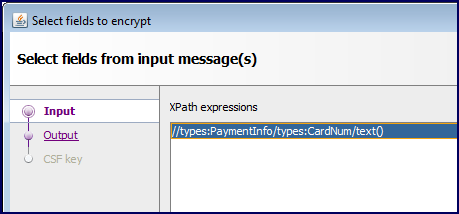 Select fields to encrypt
Select fields from input message(s)
Input
Output
CSF key
XPath expressions
//types:PaymentInfo/types:CardNum/text()